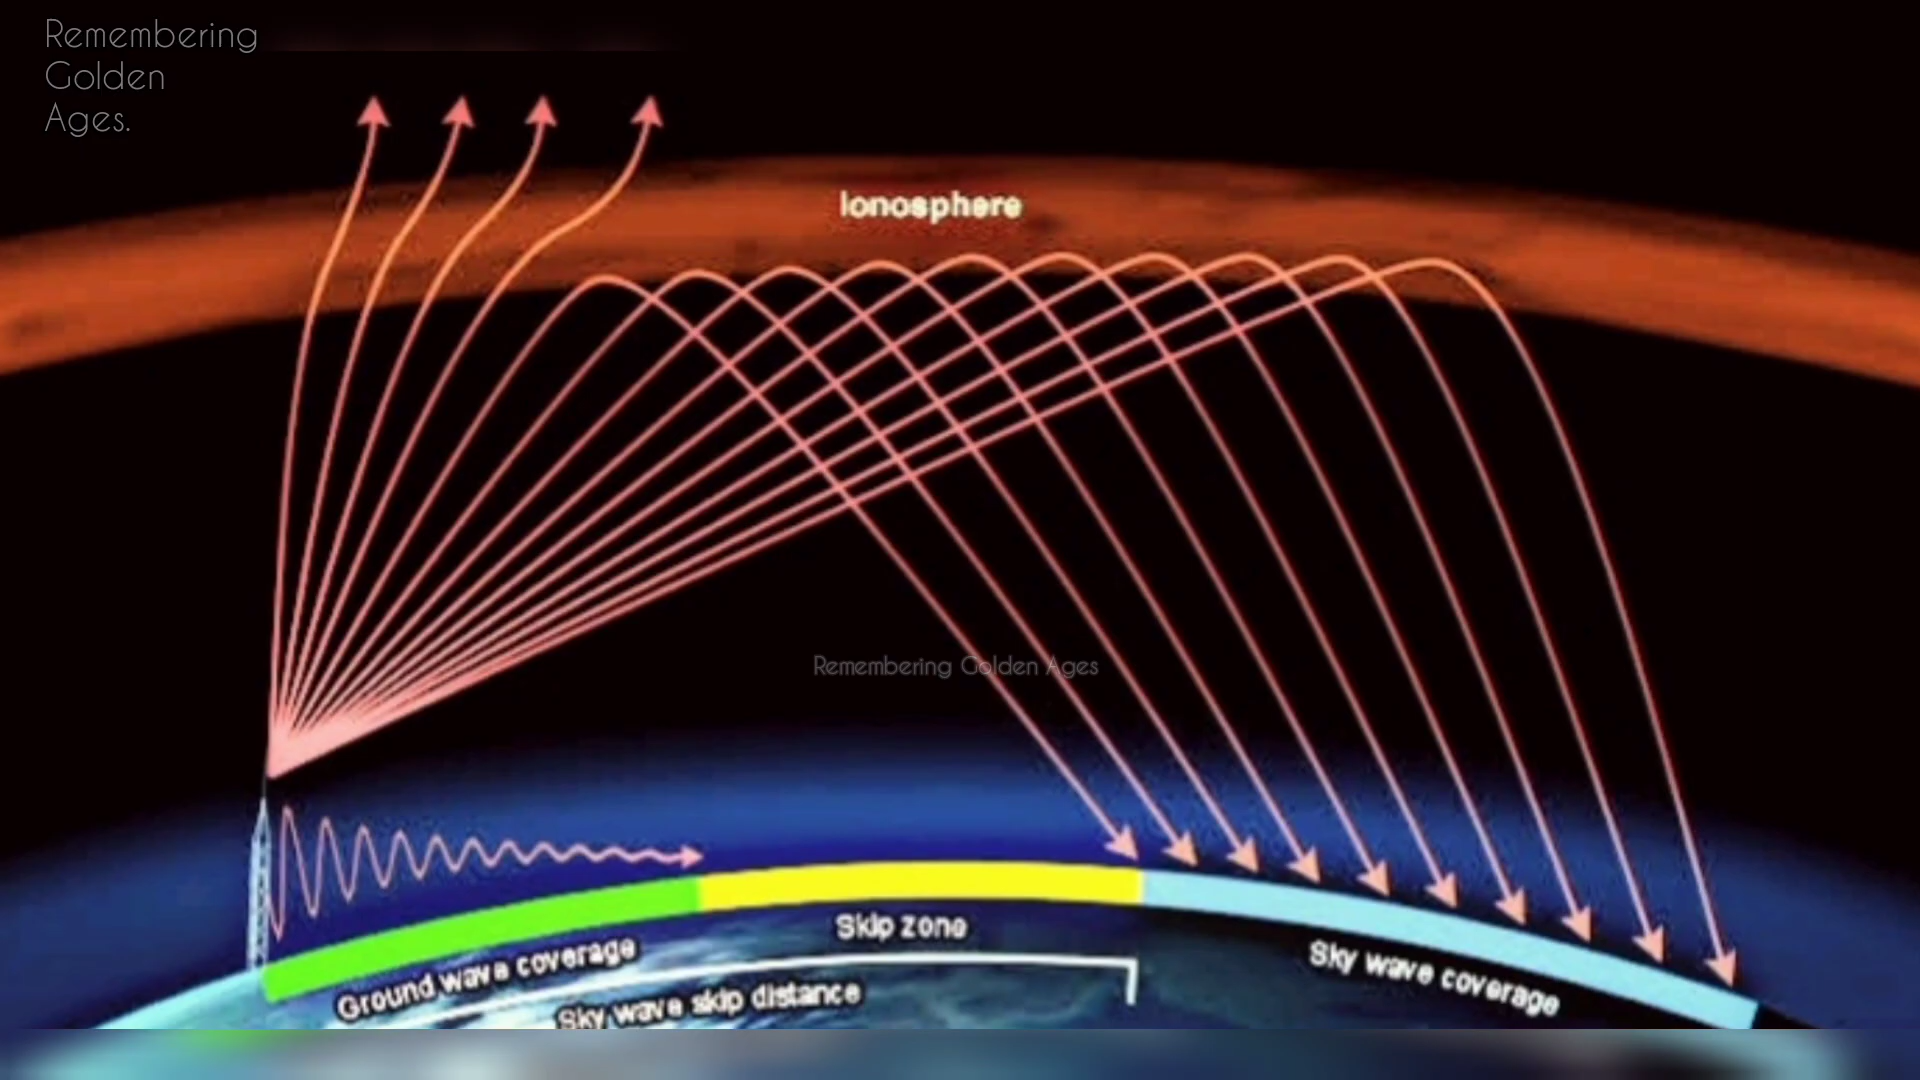 Remembering
Golden
Ages.
Ionosphere
Remembering Golden Ages
Skip zone
Ground wave coverage
Sky wave skip distance
Sky wave coverage